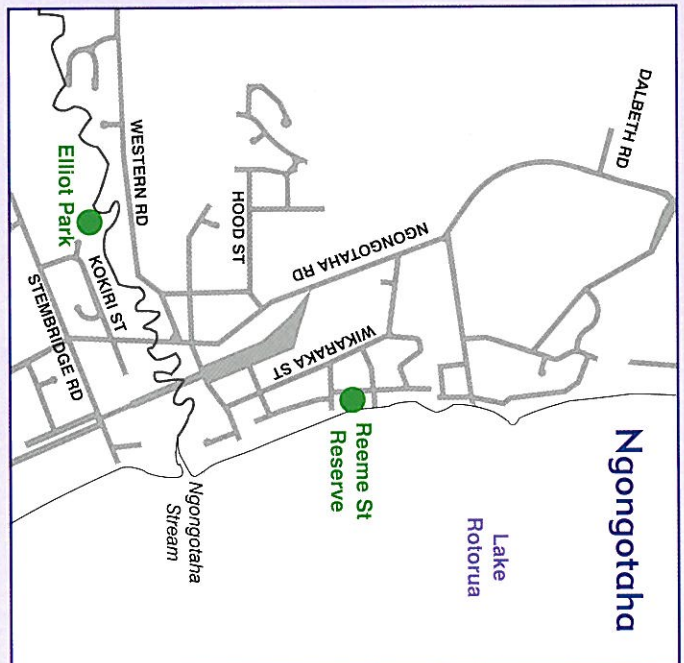 Ngongotaha
DALBETH RD
NGONGOTAHA RD
HOOD ST
WESTERN RD
WIKARAKA ST
Lake
Rotorua
Reeme St
Reserve
Elliot Park
KOKIRI ST
STEMBRIDGE RD
Ngongotaha
Stream